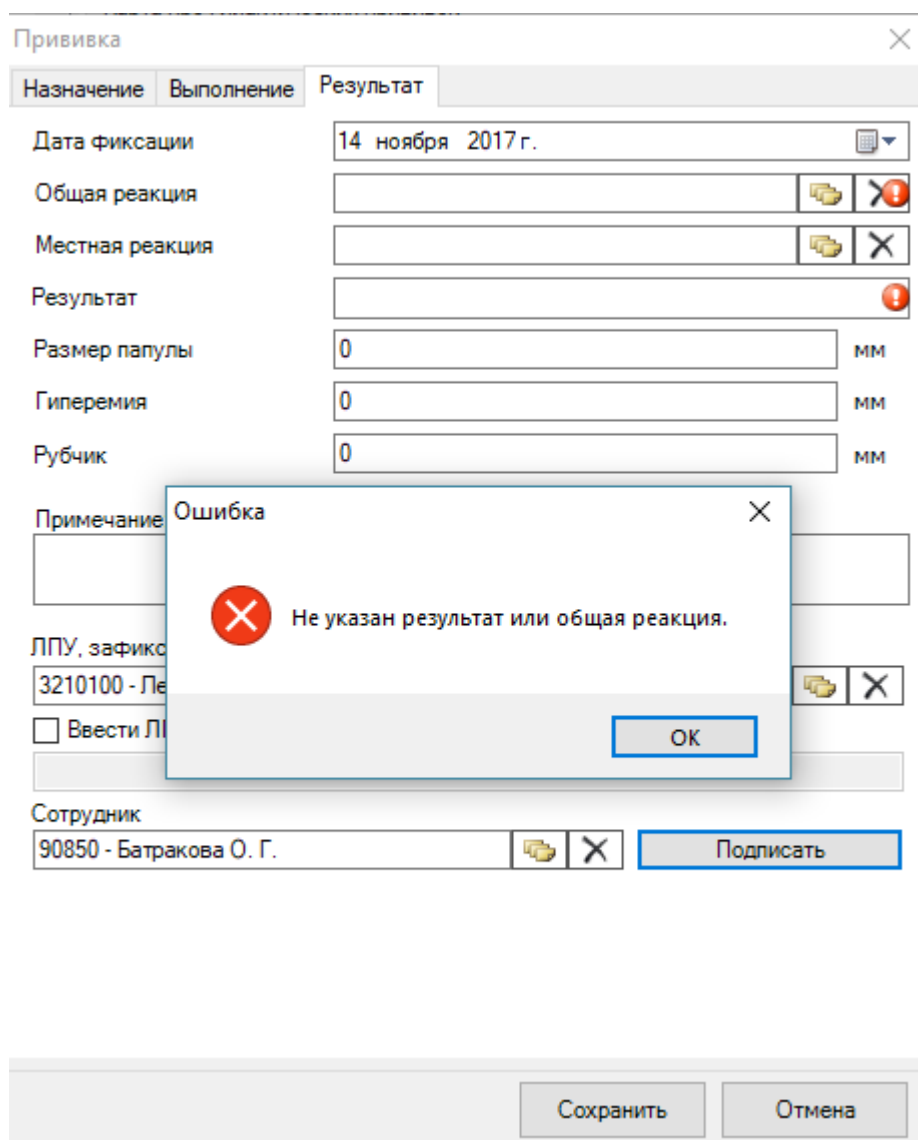 Прививка
Назначение Выполнение Результат
Дата фиксации 14 ноября 2017 г.
Общая реакция
Местная реакция
Результат
Размер папулы 0 мм
Гиперемия 0 мм
Рубчик 0 мм
Примечание
Ошибка
Не указан результат или общая реакция.
OK
ЛПУ, зафикс
3210100 - Ле
Ввести ЛП
Сотрудник
90850 - Батракова О. Г. Подписать
Сохранить Отмена